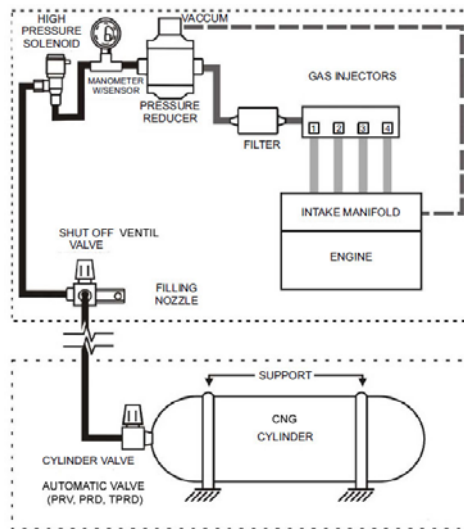 HIGH
PRESSURE
SOLENOID
VACCUM
MANOMETER
W/SENSOR
PRESSURE
REDUCER
FILTER
GAS INJECTORS
1 2 3 4
INTAKE MANIFOLD
ENGINE
SHUT OFF VENTIL
VALVE
FILLING
NOZZLE
SUPPORT
CNG
CYLINDER
CYLINDER VALVE
AUTOMATIC VALVE
(PRV, PRD, TPRD)